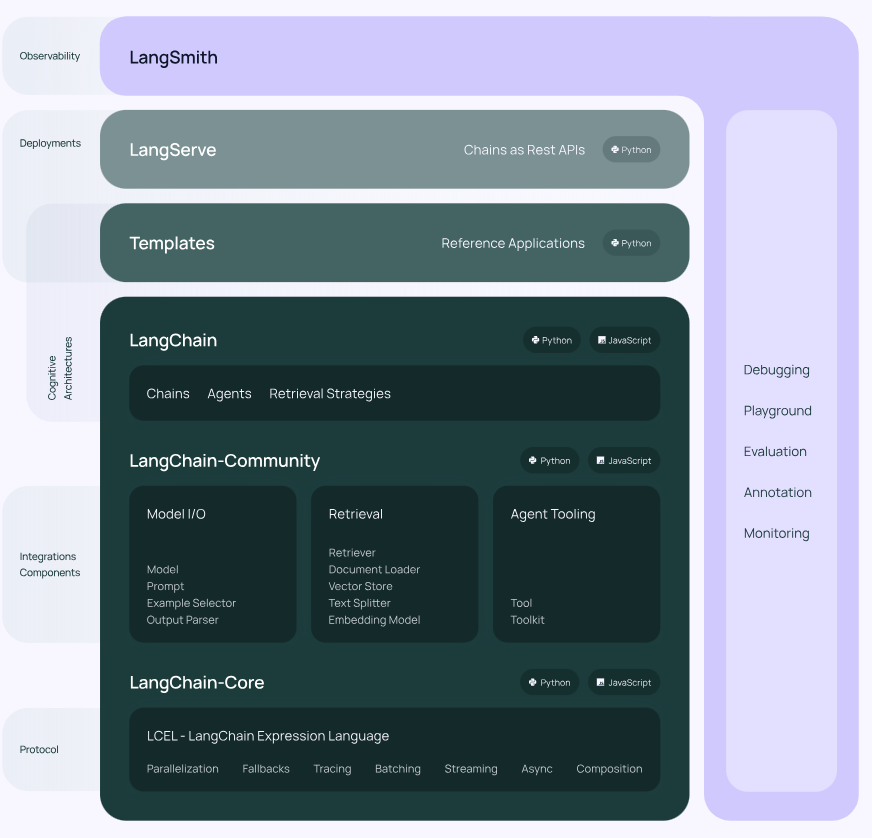 Observability
LangSmith
Deployments
LangServe
Chains as Rest APIs
Python
Templates
Reference Applications
Python
Cognitive
Architectures
LangChain
Python
JavaScript
Chains
Agents
Retrieval Strategies
LangChain-Community
Python
JavaScript
Integrations
Components
Model I/O
Model
Prompt
Example Selector
Output Parser
Retrieval
Retriever
Document Loader
Vector Store
Text Splitter
Embedding Model
Agent Tooling
Tool
Toolkit
LangChain-Core
Python
JavaScript
Protocol
LCEL - LangChain Expression Language
Parallelization
Fallbacks
Tracing
Batching
Streaming
Async
Composition
Debugging
Playground
Evaluation
Annotation
Monitoring